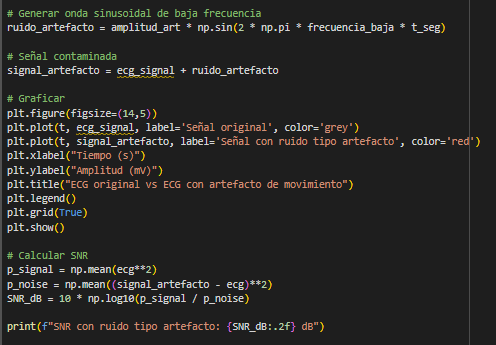 # Generar onda sinusoidal de baja frecuencia
ruido_artefacto = amplitud_art * np.sin(2 * np.pi * frecuencia_baja * t_seg)
# Señal contaminada
signal_artefacto = ecg_signal + ruido_artefacto
# Graficar
plt.figure(figsize=(14,5))
plt.plot(t, ecg_signal, label='Señal original', color='grey')
plt.plot(t, signal_artefacto, label='Señal con ruido tipo artefacto', color='red')
plt.xlabel("Tiempo (s)")
plt.ylabel("Amplitud (mV)")
plt.title("ECG original vs ECG con artefacto de movimiento")
plt.legend()
plt.grid(True)
plt.show()
# Calcular SNR
p_signal = np.mean(ecg**2)
p_noise = np.mean((signal_artefacto - ecg)**2)
SNR_dB = 10 * np.log10(p_signal / p_noise)
print(f"SNR con ruido tipo artefacto: {SNR_dB:.2f} dB")